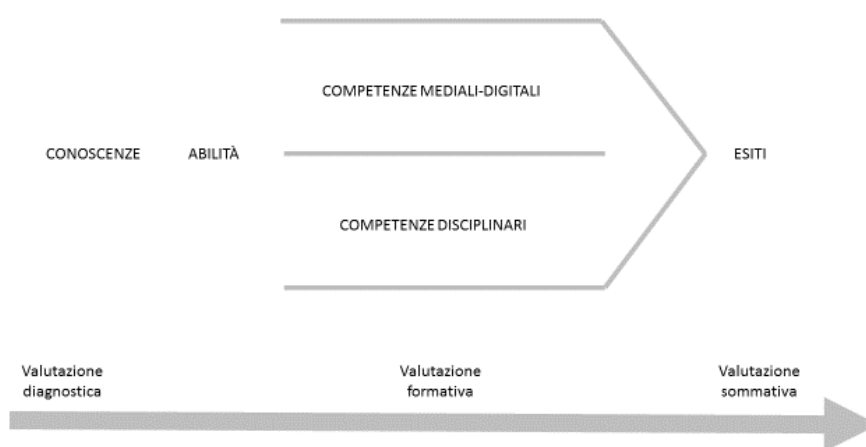 COMPETENZE MEDIALI-DIGITALI
CONOSCENZE
ABILITÀ
ESITI
COMPETENZE DISCIPLINARI
Valutazione
diagnostica
Valutazione
formativa
Valutazione
sommativa